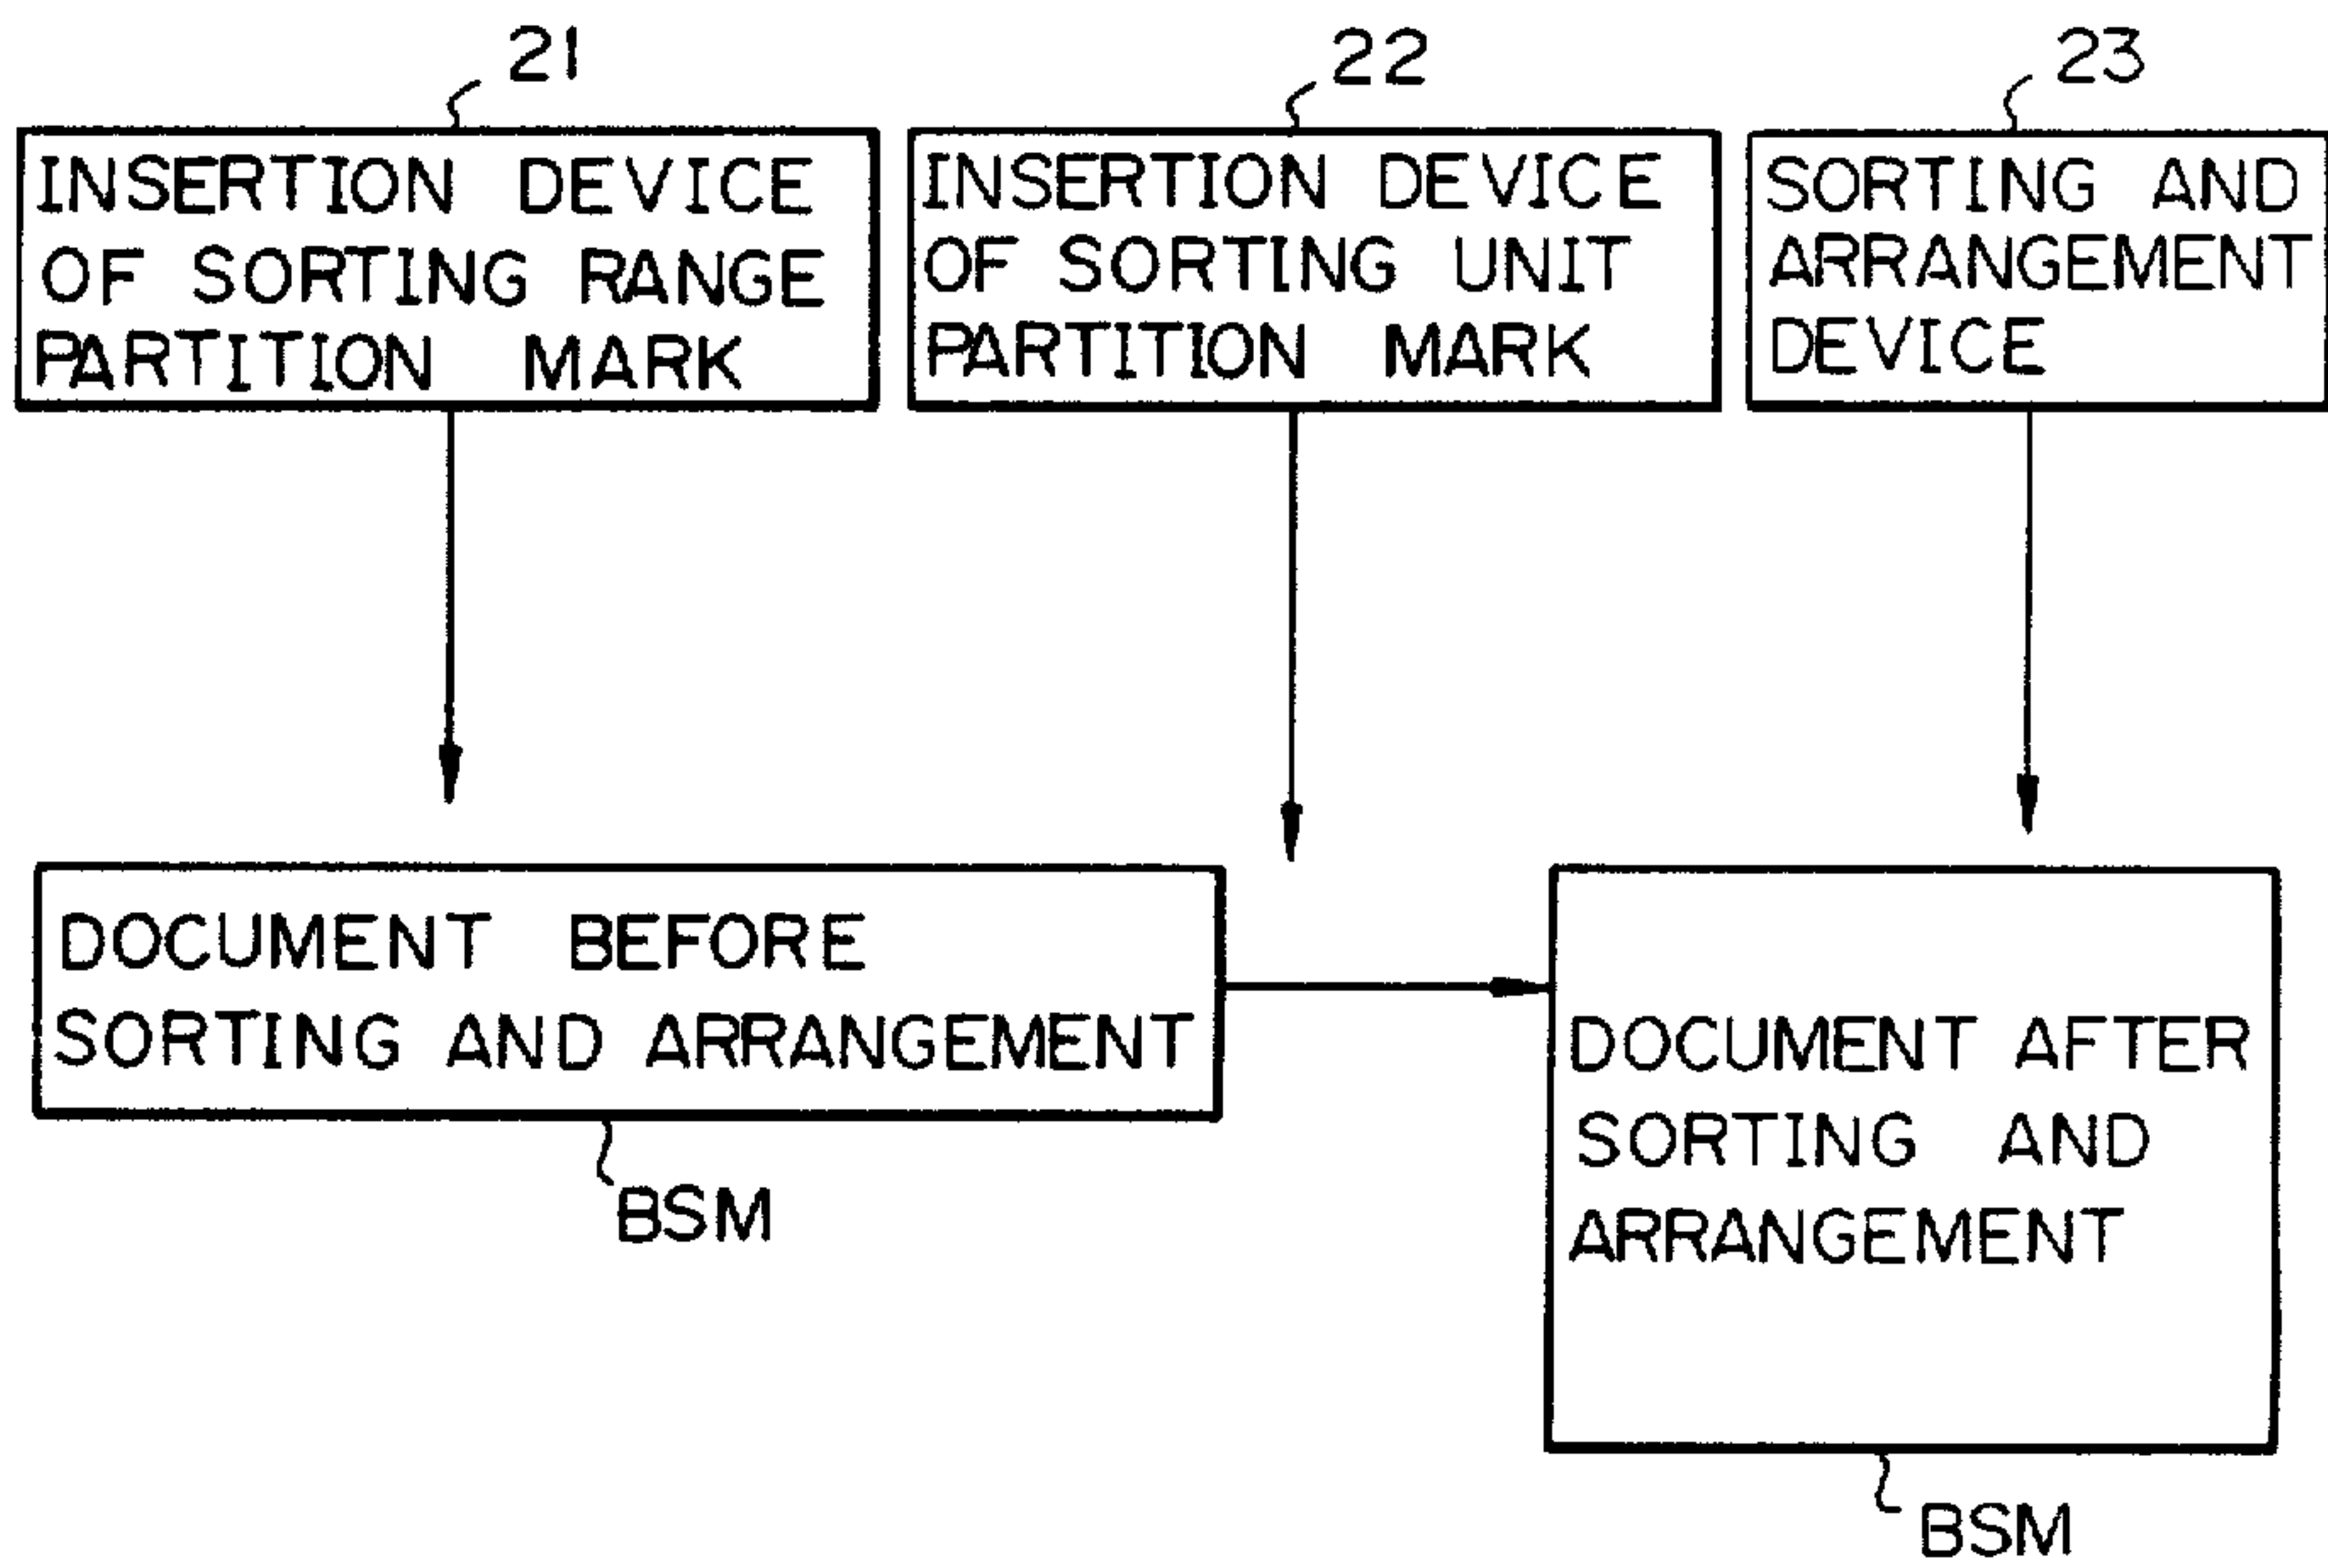 21
INSERTION DEVICE
OF SORTING RANGE
PARTITION MARK
22
INSERTION DEVICE
OF SORTING UNIT
PARTITION MARK
23
SORTING AND
ARRANGEMENT
DEVICE
DOCUMENT BEFORE
SORTING AND ARRANGEMENT
BSM
DOCUMENT AFTER
SORTING AND
ARRANGEMENT
BSM